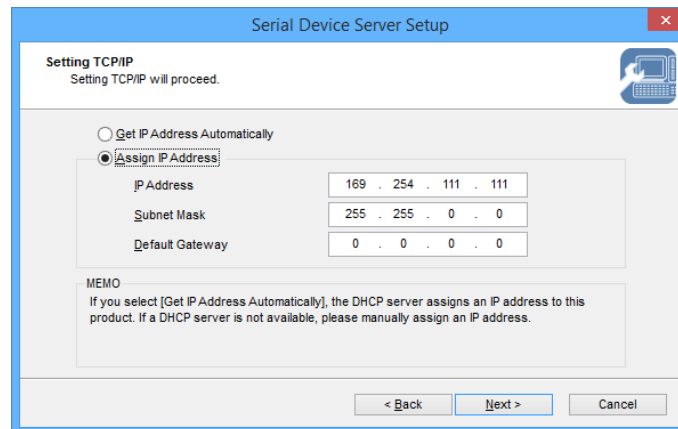 Serial Device Server Setup
Setting TCP/IP
Setting TCP/IP will proceed.
Get IP Address Automatically
Assign IP Address
IP Address 169 . 254 . 111 . 111
Subnet Mask 255 . 255 . 0 . 0
Default Gateway 0 . 0 . 0 . 0
MEMO
If you select [Get IP Address Automatically], the DHCP server assigns an IP address to this
product. If a DHCP server is not available, please manually assign an IP address.
< Back Next > Cancel